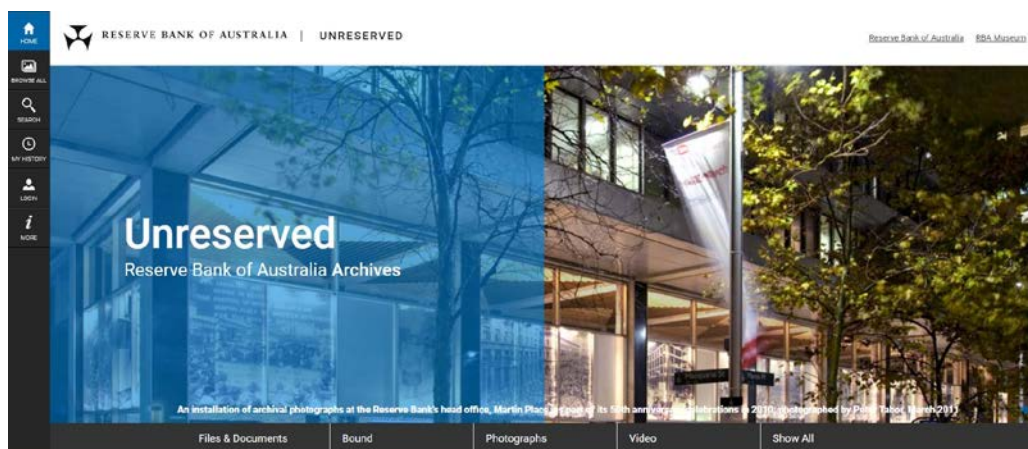 HOME
RESERVE BANK OF AUSTRALIA | UNRESERVED
Reserve Bank of Australia RBA Museum
BROWSE ALL
SEARCH
MY HISTORY
LOGIN
MORE
Unreserved
Reserve Bank of Australia Archives
An installation of archival photographs at the Reserve Bank's head office, Martin Place as part of its 50th anniversary celebrations in 2010, photographed by Peter Tabor, March 2011
Files & Documents Bound Photographs Video Show All